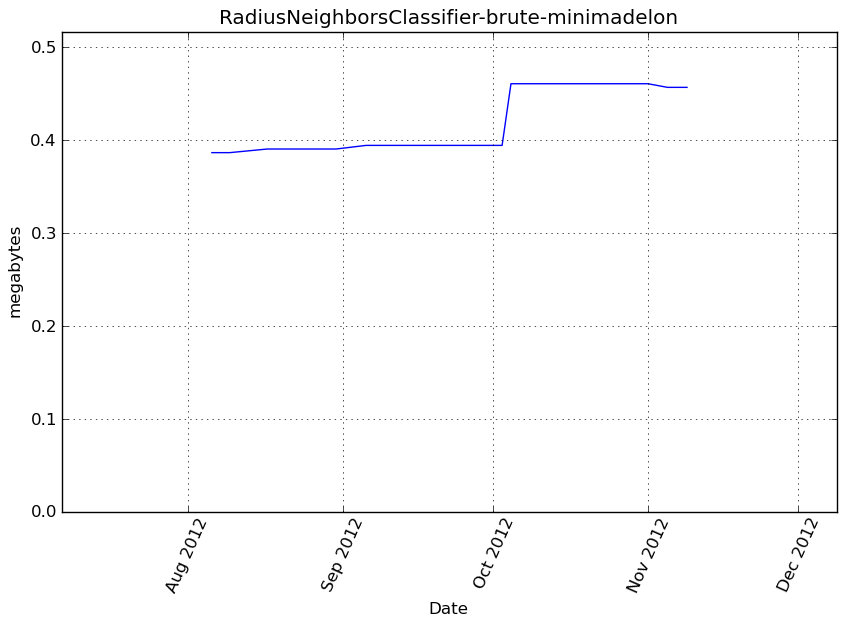 RadiusNeighborsClassifier-brute-minimadelon
0.5
0.4
0.3
0.2
0.1
0.0
megabytes
Aug 2012
Sep 2012
Oct 2012
Nov 2012
Dec 2012
Date